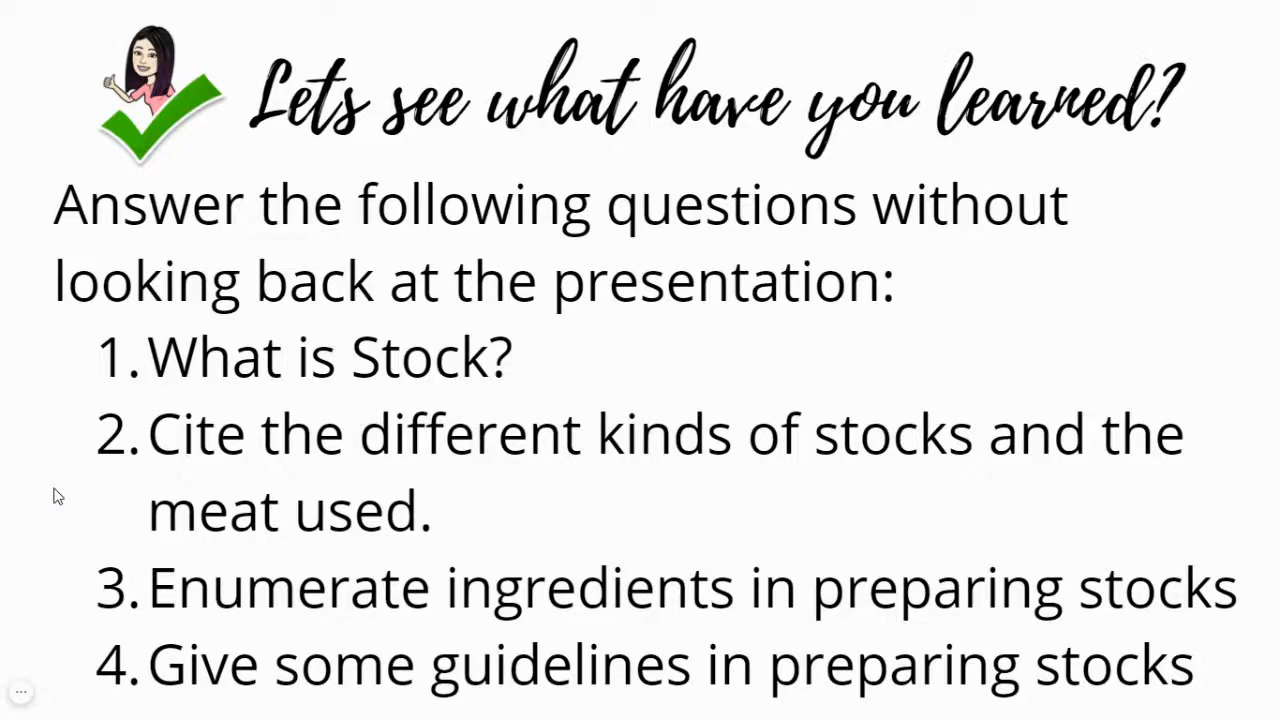 Lets see what have you learned?
Answer the following questions without
looking back at the presentation:
1. What is Stock?
2. Cite the different kinds of stocks and the
meat used.
3. Enumerate ingredients in preparing stocks
4. Give some guidelines in preparing stocks